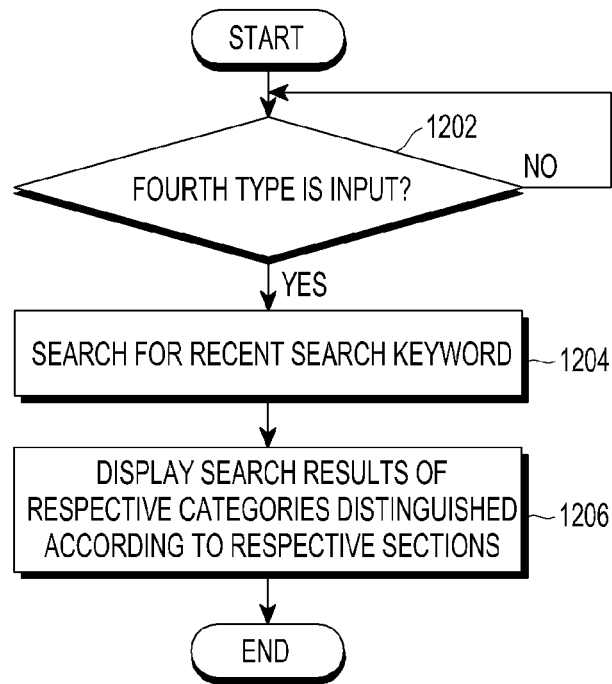 START
1202
FOURTH TYPE IS INPUT?
NO
YES
SEARCH FOR RECENT SEARCH KEYWORD
1204
DISPLAY SEARCH RESULTS OF
RESPECTIVE CATEGORIES DISTINGUISHED
ACCORDING TO RESPECTIVE SECTIONS
1206
END